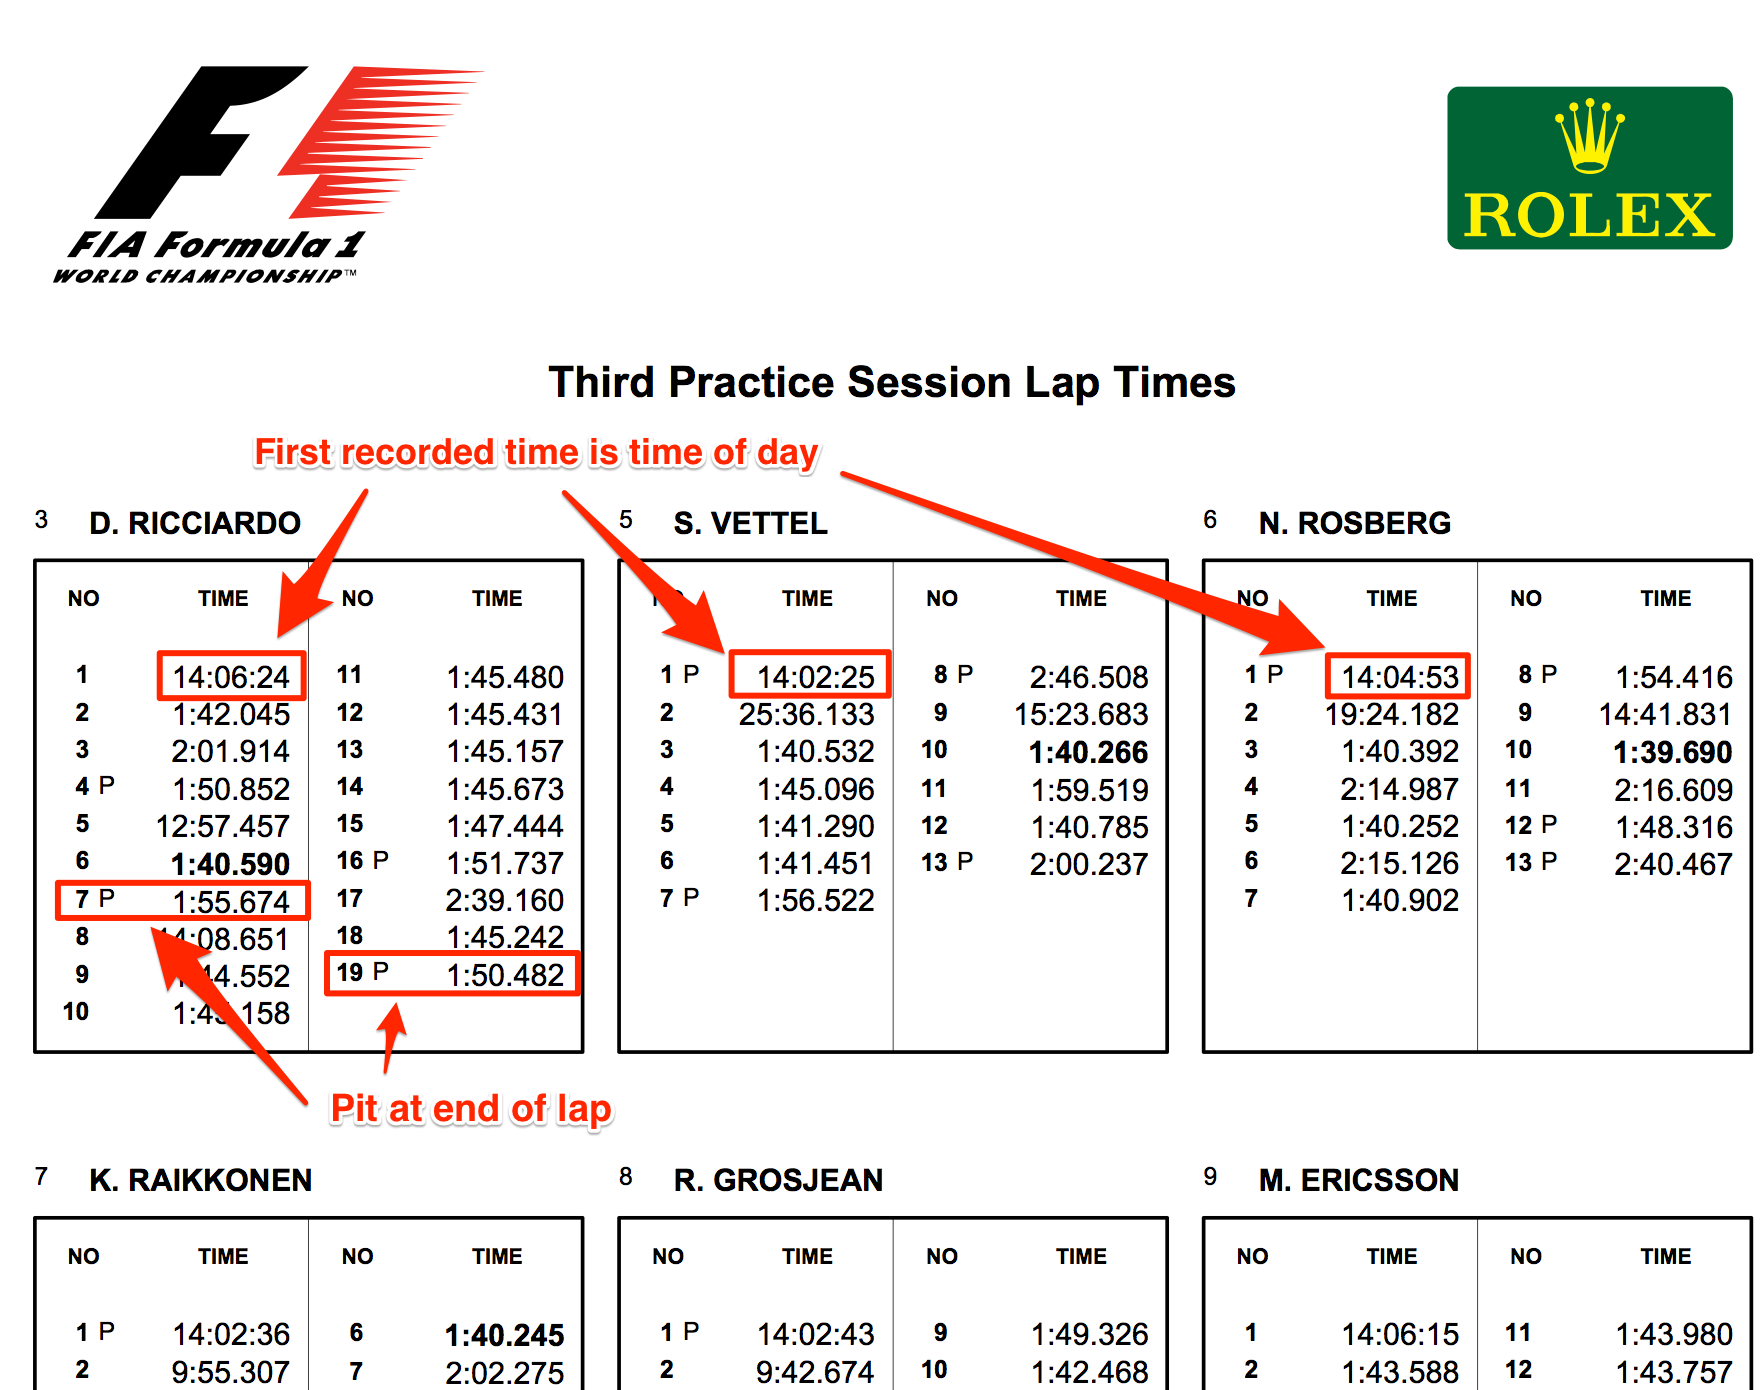 FIA Formula 1
WORLD CHAMPIONSHIP™
ROLEX
Third Practice Session Lap Times
First recorded time is time of day
3 D. RICCIARDO
NO TIME NO TIME
1 14:06:24 11 1:45.480
2 1:42.045 12 1:45.431
3 2:01.914 13 1:45.157
4 P 1:50.852 14 1:45.673
5 12:57.457 15 1:47.444
6 1:40.590 16 P 1:51.737
7 P 1:55.674 17 2:39.160
8 14:08.651 18 1:45.242
9 1:44.552 19 P 1:50.482
10 1:45.158
Pit at end of lap
5 S. VETTEL
NO TIME NO TIME
1 P 14:02:25 8 P 2:46.508
2 25:36.133 9 15:23.683
3 1:40.532 10 1:40.266
4 1:45.096 11 1:59.519
5 1:41.290 12 1:40.785
6 1:41.451 13 P 2:00.237
7 P 1:56.522
6 N. ROSBERG
NO TIME NO TIME
1 P 14:04:53 8 P 1:54.416
2 19:24.182 9 14:41.831
3 1:40.392 10 1:39.690
4 2:14.987 11 2:16.609
5 1:40.252 12 P 1:48.316
6 2:15.126 13 P 2:40.467
7 1:40.902
7 K. RAIKKONEN
NO TIME NO TIME
1 P 14:02:36 6 1:40.245
2 9:55.307 7 2:02.275
8 R. GROSJEAN
NO TIME NO TIME
1 P 14:02:43 9 1:49.326
2 9:42.674 10 1:42.468
9 M. ERICSSON
NO TIME NO TIME
1 14:06:15 11 1:43.980
2 1:43.588 12 1:43.757